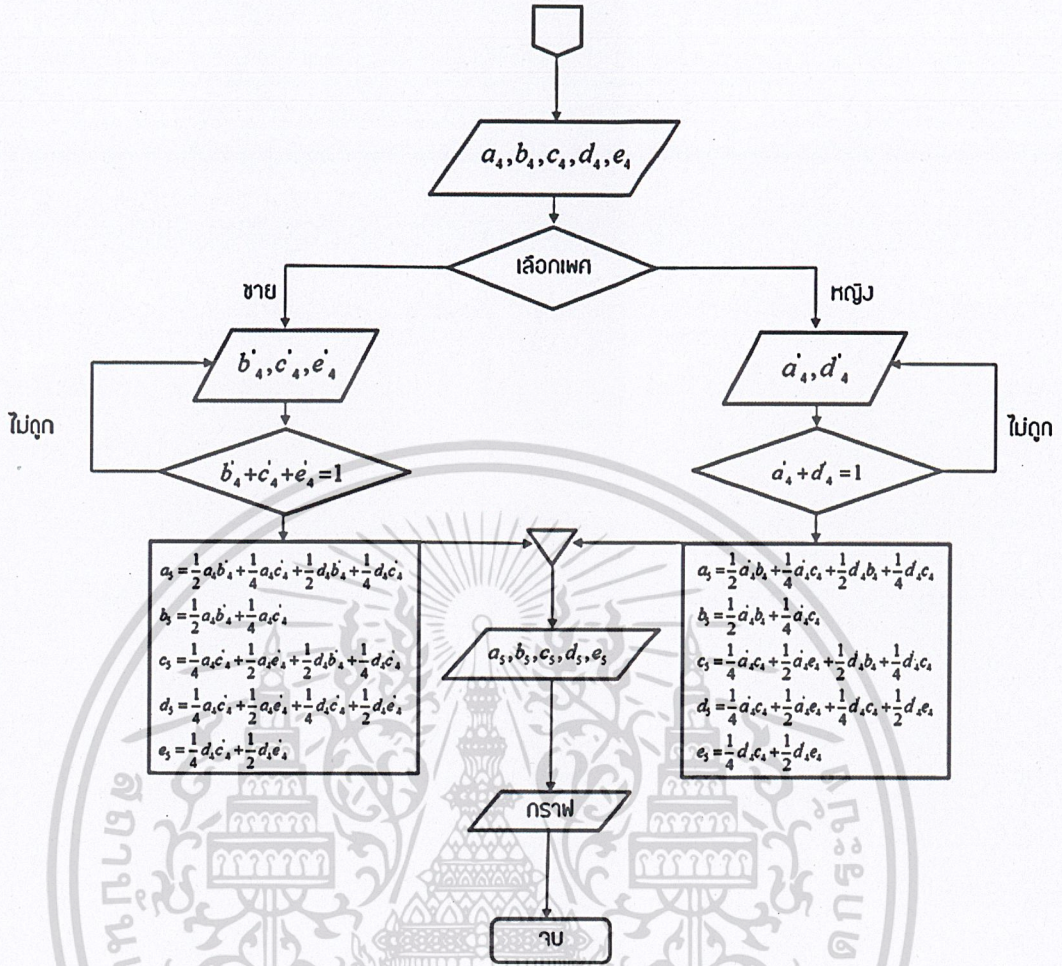 a₄,b₄,c₄,d₄,e₄
เลือกเพศ
ชาย
หญิง
b'₄,c'₄,e'₄
a'₄,d'₄
ไม่ถูก
ไม่ถูก
b'₄+c'₄+e'₄=1
a'₄+d'₄=1
a₅=1/2 a₄b'₄+1/4 a₄c'₄+1/2 d₄b'₄+1/4 d₄c'₄
b₅=1/2 a₄b'₄+1/4 a₄c'₄
c₅=1/4 a₄c'₄+1/2 a₄e'₄+1/2 d₄b'₄+1/4 d₄c'₄
d₅=1/4 a₄c'₄+1/2 a₄e'₄+1/4 d₄c'₄+1/2 d₄e'₄
e₅=1/4 d₄c'₄+1/2 d₄e'₄
a₅=1/2 a'₄b₄+1/4 a'₄c₄+1/2 d'₄b₄+1/4 d'₄c₄
b₅=1/2 a'₄b₄+1/4 a'₄c₄
c₅=1/4 a'₄c₄+1/2 a'₄e₄+1/2 d'₄b₄+1/4 d'₄c₄
d₅=1/4 a'₄c₄+1/2 a'₄e₄+1/4 d'₄c₄+1/2 d'₄e₄
e₅=1/4 d'₄c₄+1/2 d'₄e₄
a₅,b₅,c₅,d₅,e₅
กราฟ
จบ